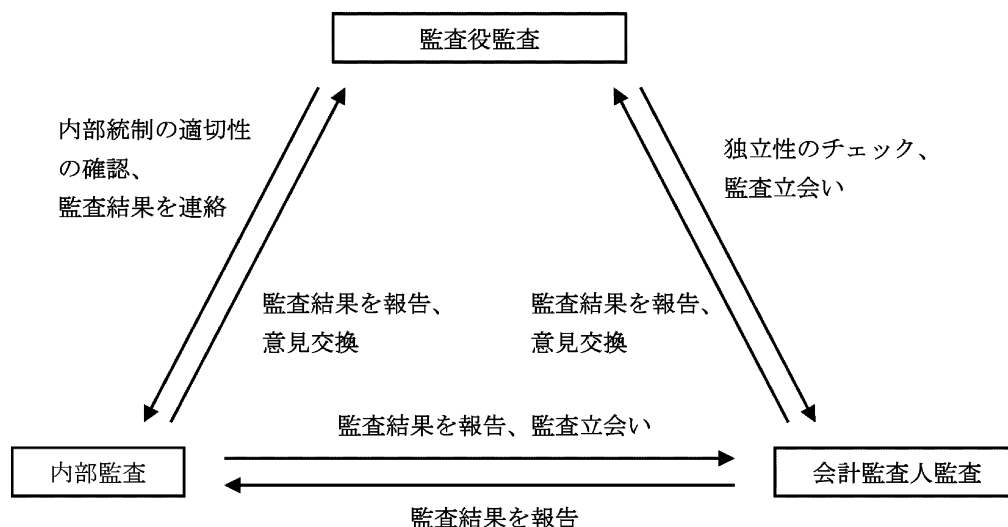 監査役監査
内部統制の適切性
の確認、
監査結果を連絡
独立性のチェック、
監査立会い
監査結果を報告、
意見交換
監査結果を報告、
意見交換
監査結果を報告、監査立会い
内部監査
会計監査人監査
監査結果を報告